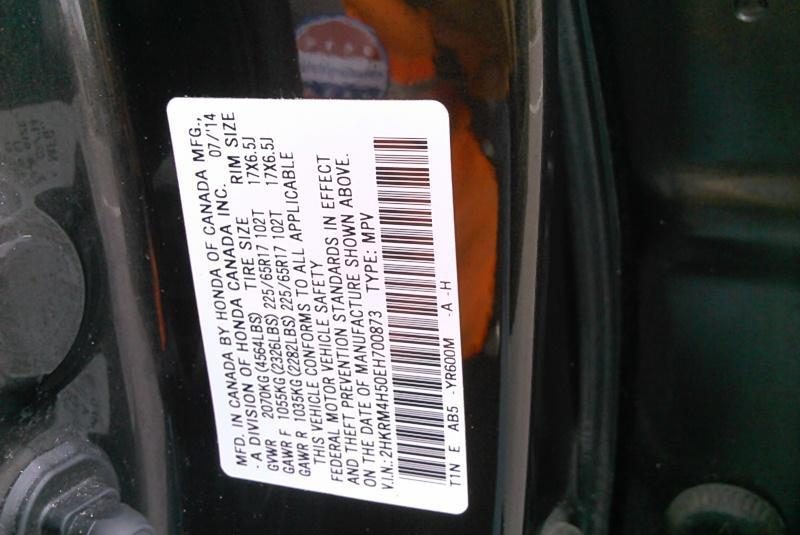 MFD. IN CANADA BY HONDA OF CANADA MFG.,
-A DIVISION OF HONDA CANADA INC. 07/'14
TIRE SIZE RIM SIZE
GVWR 2070KG (4564LBS)
GAWR F 1055KG (2326LBS) 225/65R17 102T 17X6.5J
GAWR R 1035KG (2282LBS) 225/65R17 102T 17X6.5J
THIS VEHICLE CONFORMS TO ALL APPLICABLE
FEDERAL MOTOR VEHICLE SAFETY
AND THEFT PREVENTION STANDARDS IN EFFECT
ON THE DATE OF MANUFACTURE SHOWN ABOVE.
V.I.N.: 2HKRM4H50EH700873 TYPE: MPV
T1N E AB5 -YR600M -A -H